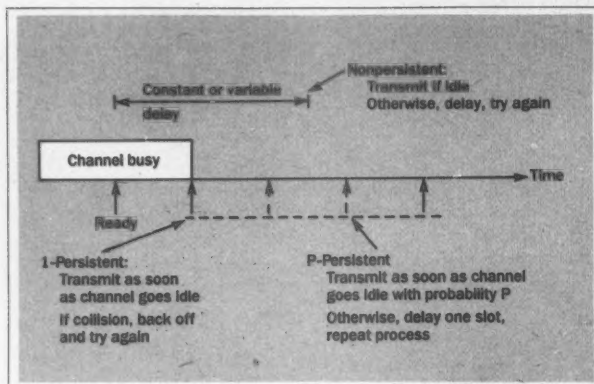 Nonpersistent:
Transmit if idle
Otherwise, delay, try again
Constant or variable
delay
Channel busy
Time
Ready
1-Persistent:
Transmit as soon
as channel goes idle
If collision, back off
and try again
P-Persistent
Transmit as soon as channel
goes idle with probability P
Otherwise, delay one slot,
repeat process